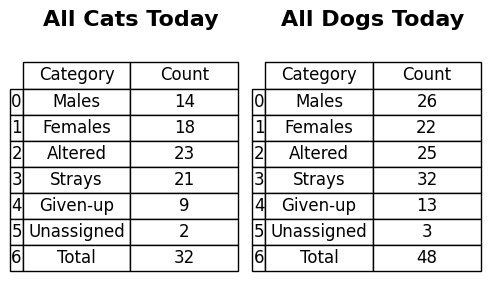 All Cats Today
Category Count
0 Males 14
1 Females 18
2 Altered 23
3 Strays 21
4 Given-up 9
5 Unassigned 2
6 Total 32
All Dogs Today
Category Count
0 Males 26
1 Females 22
2 Altered 25
3 Strays 32
4 Given-up 13
5 Unassigned 3
6 Total 48